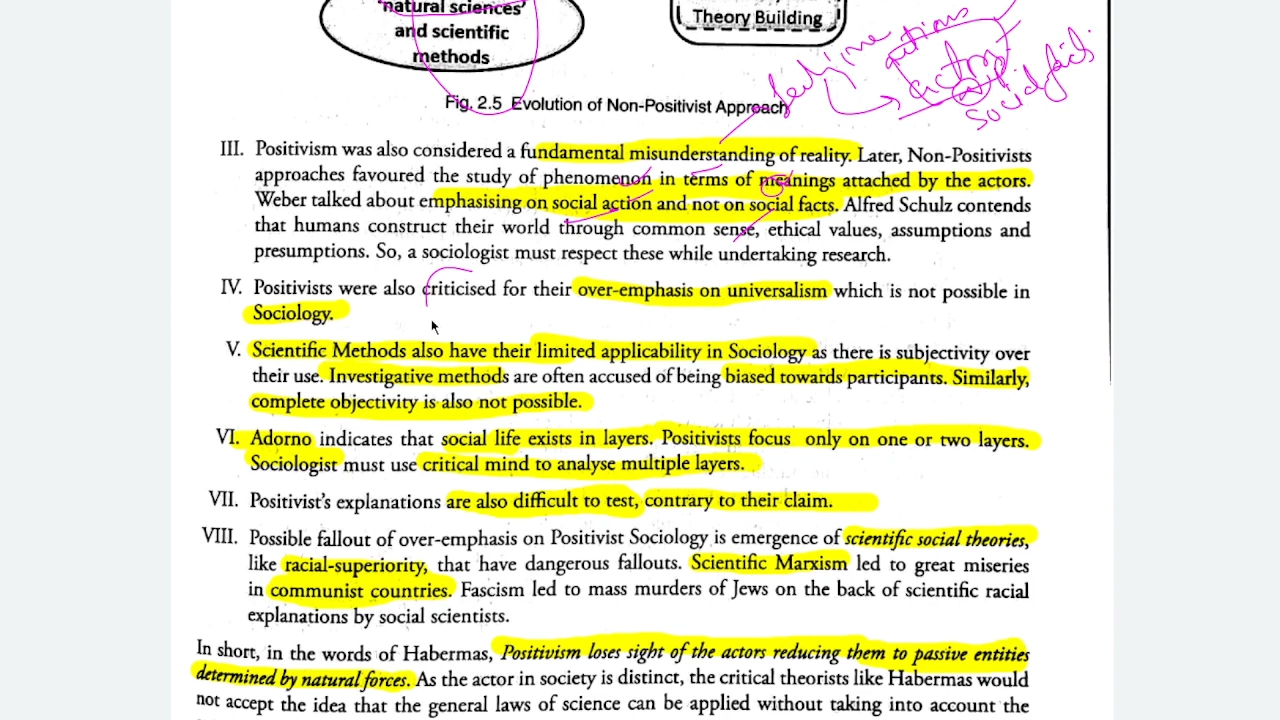 'natural sciences'
and scientific
methods
Theory Building
actions
actor
social facts
Fig. 2.5 Evolution of Non-Positivist Approach
III. Positivism was also considered a fundamental misunderstanding of reality. Later, Non-Positivists
approaches favoured the study of phenomenon in terms of meanings attached by the actors.
Weber talked about emphasising on social action and not on social facts. Alfred Schulz contends
that humans construct their world through common sense, ethical values, assumptions and
presumptions. So, a sociologist must respect these while undertaking research.
IV. Positivists were also criticised for their over-emphasis on universalism which is not possible in
Sociology.
V. Scientific Methods also have their limited applicability in Sociology as there is subjectivity over
their use. Investigative methods are often accused of being biased towards participants. Similarly,
complete objectivity is also not possible.
VI. Adorno indicates that social life exists in layers. Positivists focus only on one or two layers.
Sociologist must use critical mind to analyse multiple layers.
VII. Positivist's explanations are also difficult to test, contrary to their claim.
VIII. Possible fallout of over-emphasis on Positivist Sociology is emergence of scientific social theories,
like racial-superiority, that have dangerous fallouts. Scientific Marxism led to great miseries
in communist countries. Fascism led to mass murders of Jews on the back of scientific racial
explanations by social scientists.
In short, in the words of Habermas, Positivism loses sight of the actors reducing them to passive entities
determined by natural forces. As the actor in society is distinct, the critical theorists like Habermas would
not accept the idea that the general laws of science can be applied without taking into account the